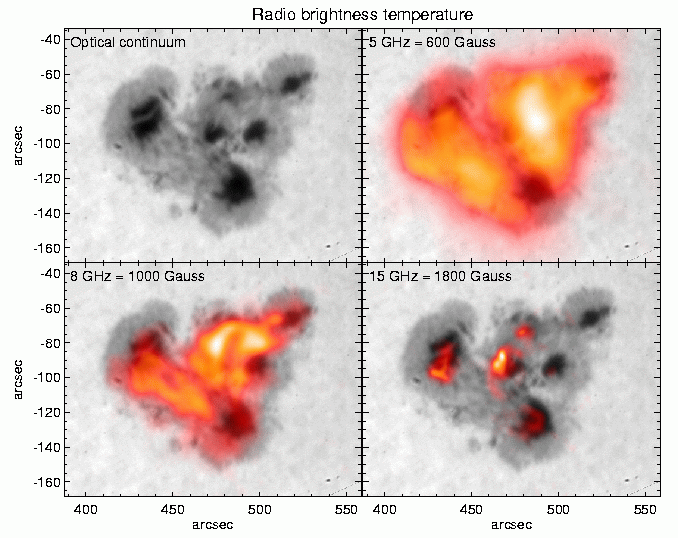 Radio brightness temperature
Optical continuum
5 GHz = 600 Gauss
-40
-60
-80
-100
-120
-140
-160
arcsec
8 GHz = 1000 Gauss
15 GHz = 1800 Gauss
-40
-60
-80
-100
-120
-140
-160
arcsec
400 450 500 550 400 450 500 550
arcsec arcsec